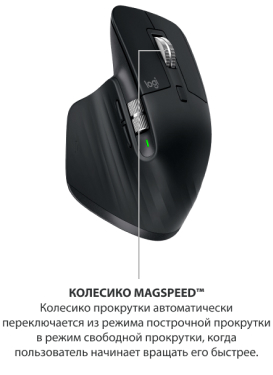 logi
КОЛЕСИКО MAGSPEED™
Колесико прокрутки автоматически
переключается из режима построчной прокрутки
в режим свободной прокрутки, когда
пользователь начинает вращать его быстрее.